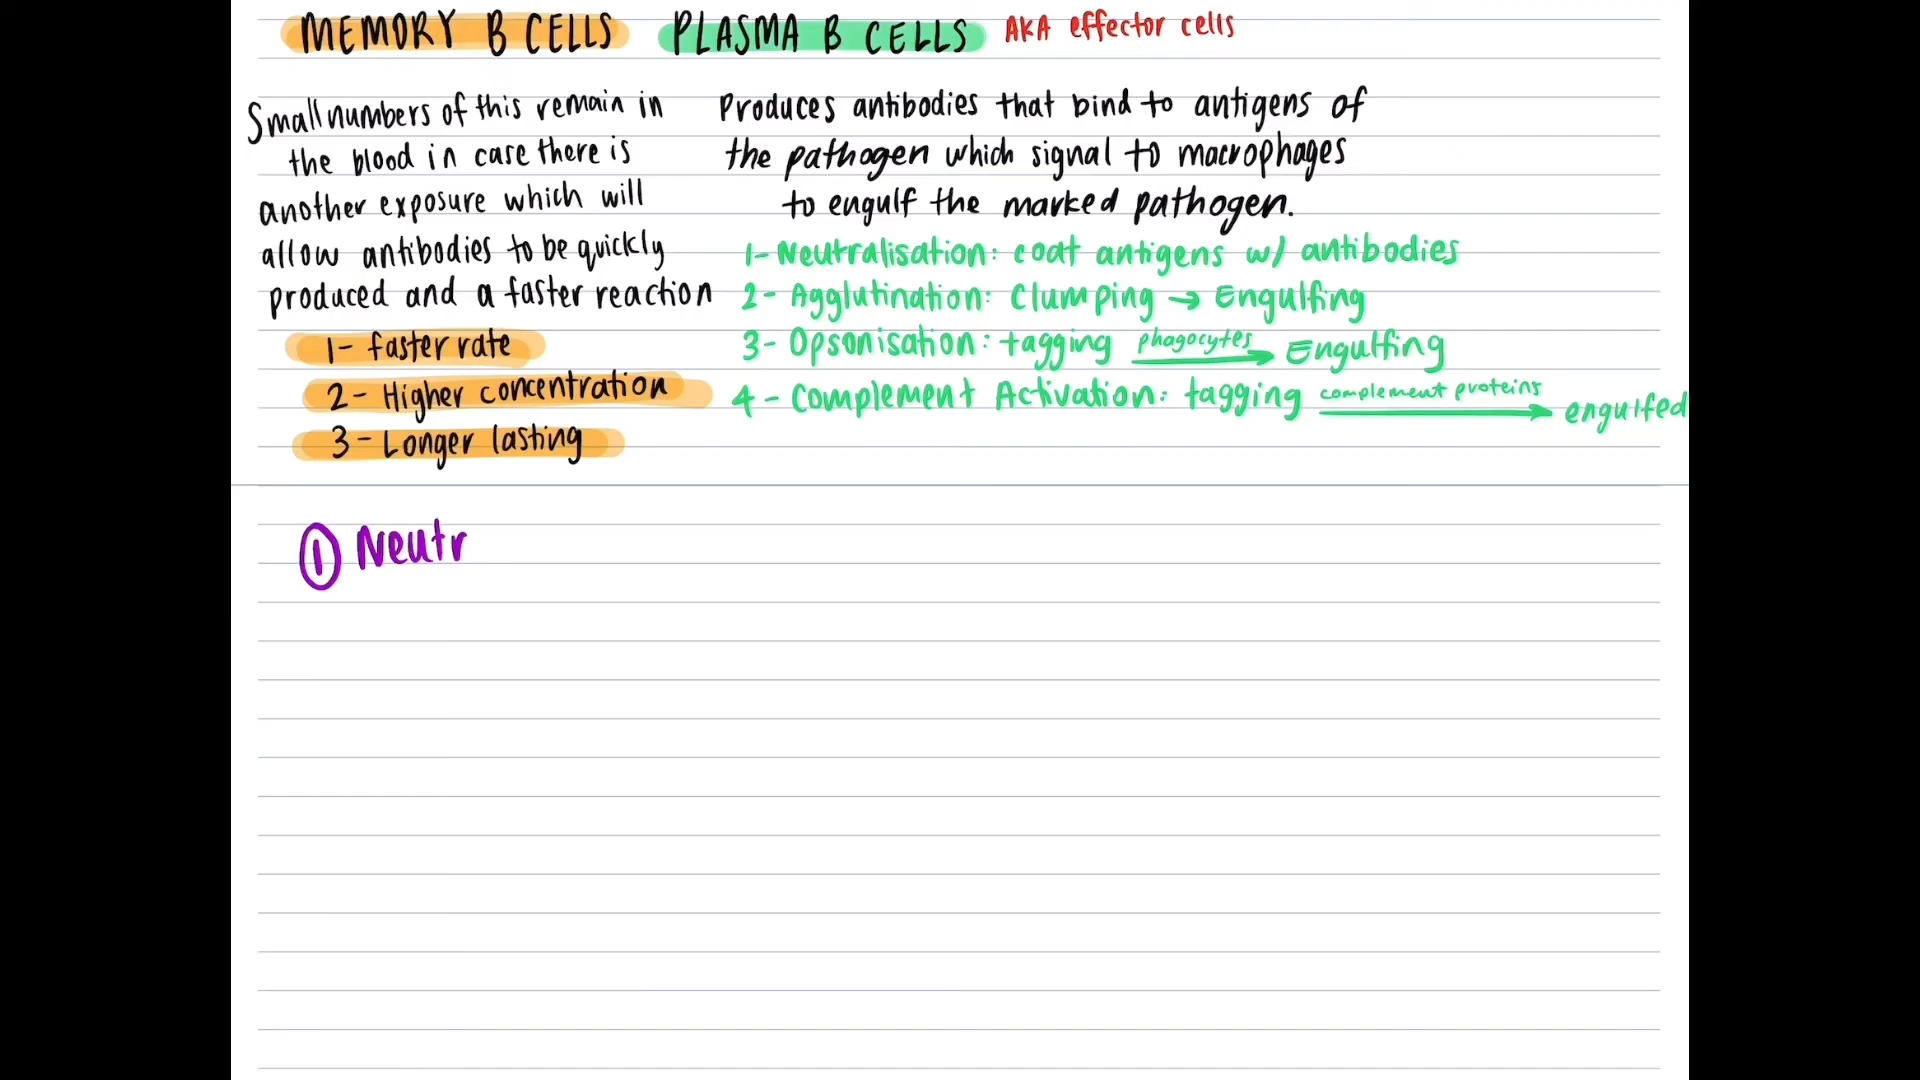 MEMORY B CELLS
Small numbers of this remain in
the blood in case there is
another exposure which will
allow antibodies to be quickly
produced and a faster reaction
1- faster rate
2- Higher concentration
3- Longer lasting
PLASMA B CELLS AKA effector cells
Produces antibodies that bind to antigens of
the pathogen which signal to macrophages
to engulf the marked pathogen.
1- Neutralisation: coat antigens w/ antibodies
2- Agglutination: Clumping → Engulfing
3- Opsonisation: tagging phagocytes → Engulfing
4- Complement Activation: tagging complement proteins → engulfed
① Neutr